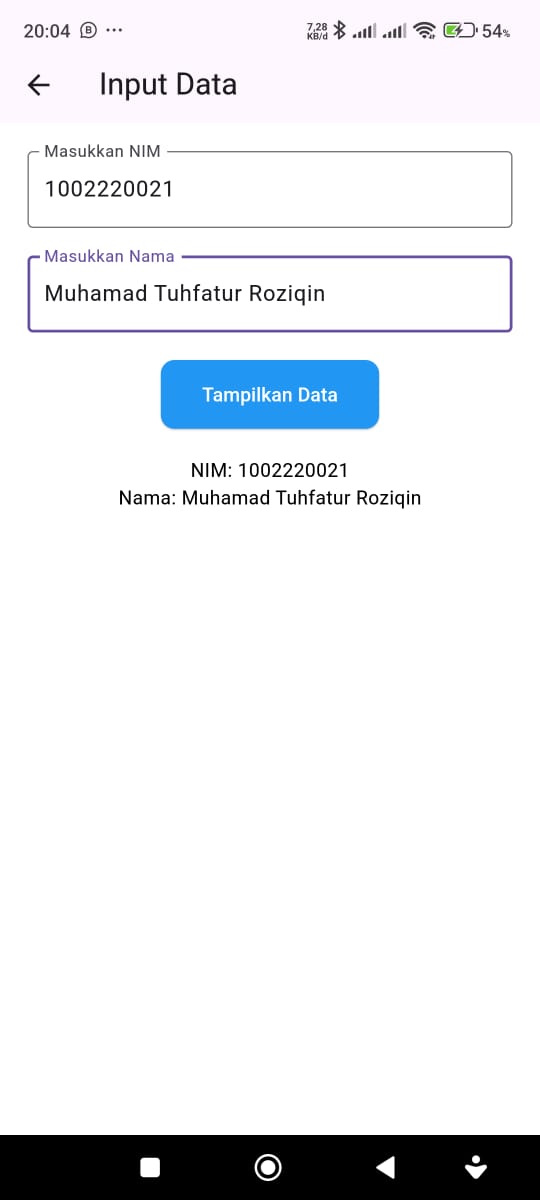 20:04 B ...
7,28
KB/d
54%
Input Data
Masukkan NIM
1002220021
Masukkan Nama
Muhamad Tuhfatur Roziqin
Tampilkan Data
NIM: 1002220021
Nama: Muhamad Tuhfatur Roziqin